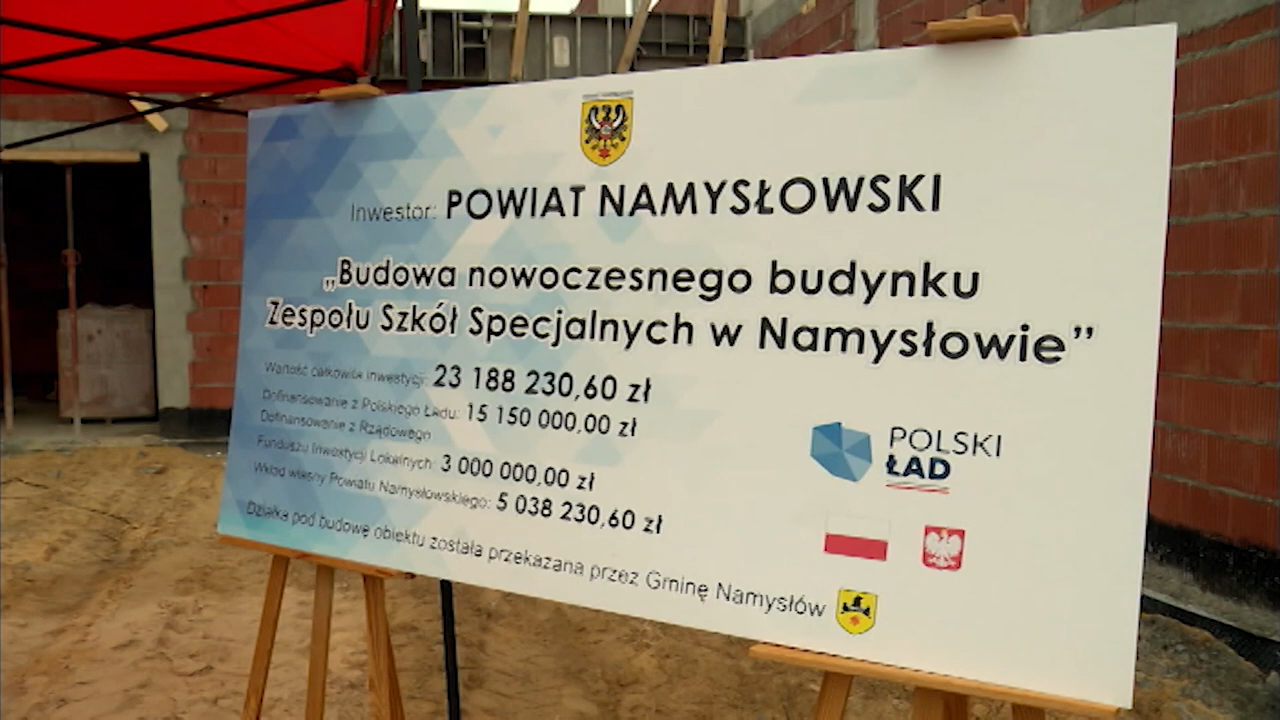 Inwestor: POWIAT NAMYSŁOWSKI
„Budowa nowoczesnego budynku
Zespołu Szkół Specjalnych w Namysłowie”
Wartość całkowita inwestycji: 23 188 230,60 zł
Dofinansowanie z Polskiego Ładu: 15 150 000,00 zł
Dofinansowanie z Rządowego
Funduszu Inwestycji Lokalnych: 3 000 000,00 zł
Wkład własny Powiatu Namysłowskiego: 5 038 230,60 zł
POLSKI
ŁAD
Działka pod budowę obiektu została przekazana przez Gminę Namysłów